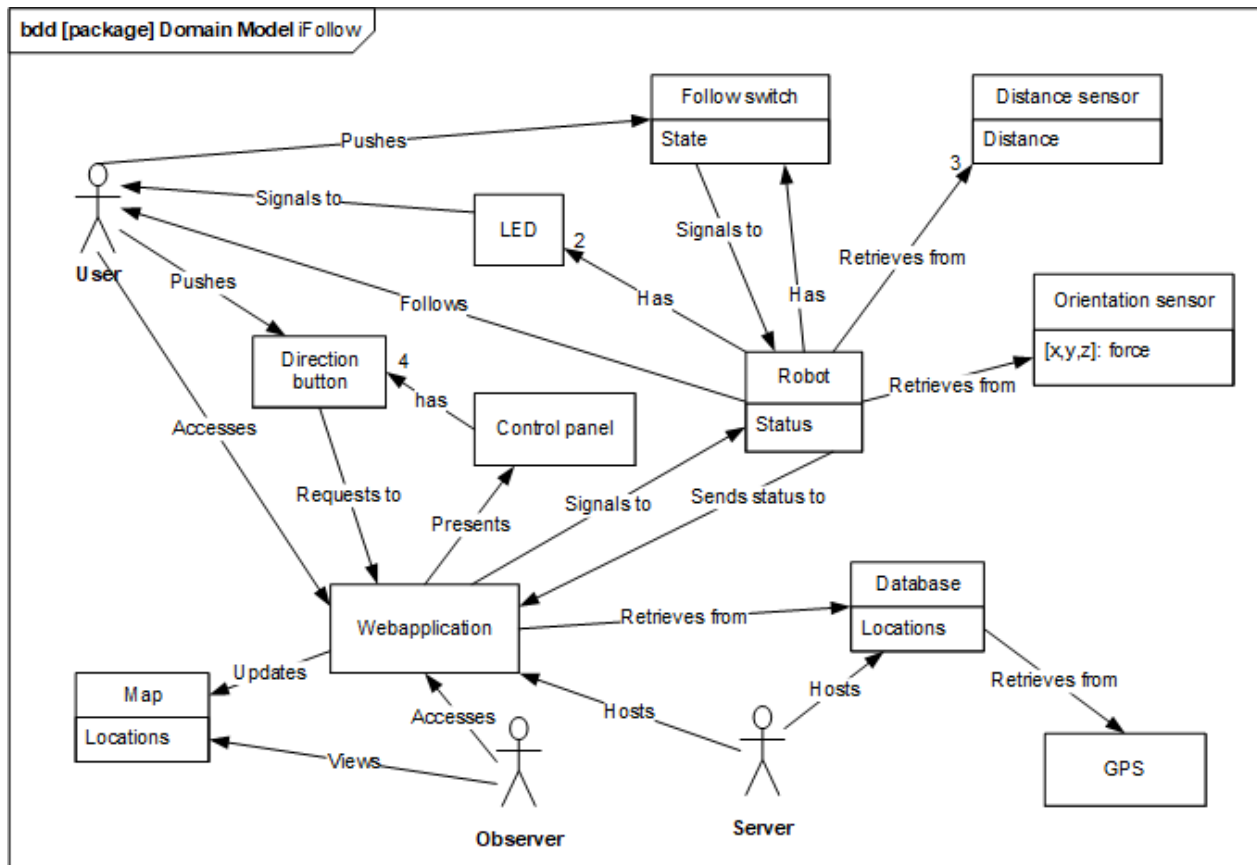 bdd [package] Domain Model iFollow
Follow switch
State
Distance sensor
Distance
Pushes
3
Signals to
LED
2
Signals to
Retrieves from
User
Pushes
Has
Has
Follows
Orientation sensor
[x,y,z]: force
Direction
button
4
has
Robot
Status
Retrieves from
Accesses
Control panel
Requests to
Signals to
Sends status to
Presents
Webapplication
Retrieves from
Database
Locations
Updates
Map
Locations
Accesses
Hosts
Hosts
Retrieves from
Views
GPS
Observer
Server